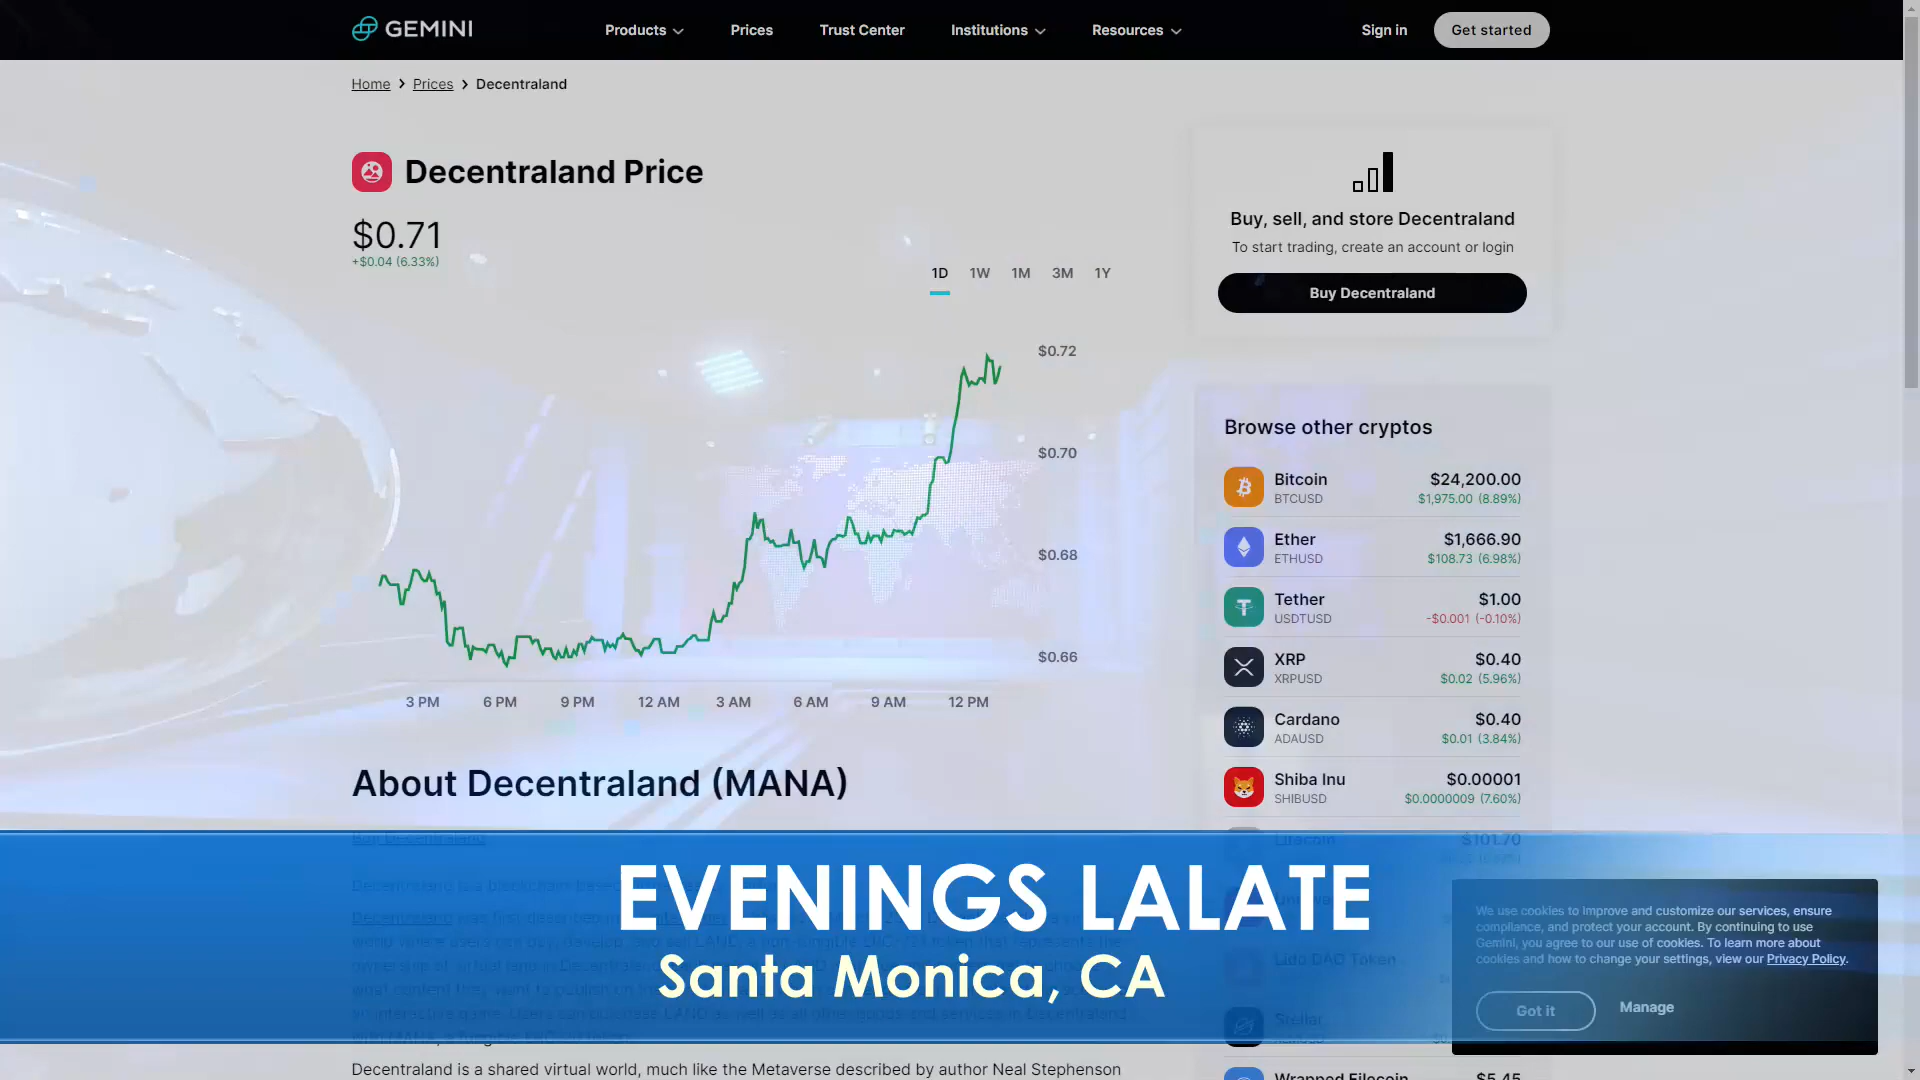 GEMINI
Products
Prices
Trust Center
Institutions
Resources
Sign in
Get started
Home > Prices > Decentraland
Decentraland Price
$0.71
+$0.04 (6.33%)
1D 1W 1M 3M 1Y
$0.72
$0.70
$0.68
$0.66
3 PM 6 PM 9 PM 12 AM 3 AM 6 AM 9 AM 12 PM
Buy, sell, and store Decentraland
To start trading, create an account or login
Buy Decentraland
Browse other cryptos
Bitcoin $24,200.00
BTCUSD $1,975.00 (8.89%)
Ether $1,666.90
ETHUSD $108.73 (6.98%)
Tether $1.00
USDTUSD -$0.001 (-0.10%)
XRP $0.40
XRPUSD $0.02 (5.96%)
Cardano $0.40
ADAUSD $0.01 (3.84%)
Shiba Inu $0.00001
SHIBUSD $0.0000009 (7.60%)
Litecoin $101.70
Lido DAO Token
Stellar
Wrapped Filecoin $5.45
About Decentraland (MANA)
Buy Decentraland
EVENINGS LALATE
Santa Monica, CA
Decentraland is a shared virtual world, much like the Metaverse described by author Neal Stephenson
We use cookies to improve and customize our services, ensure
compliance, and protect your account. By continuing to use
Gemini, you agree to our use of cookies. To learn more about
cookies and how to change your settings, view our Privacy Policy.
Got it
Manage